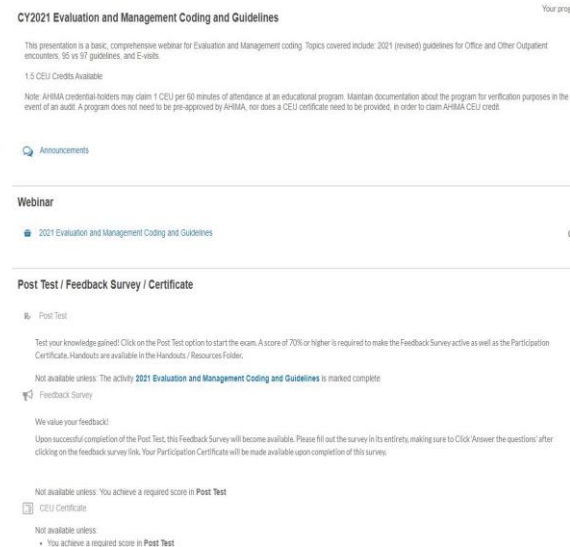 Your prog
CY2021 Evaluation and Management Coding and Guidelines
This presentation is a basic, comprehensive webinar for Evaluation and Management coding. Topics covered include: 2021 (revised) guidelines for Office and Other Outpatient
encounters, 95 vs 97 guidelines, and E-visits.
1.5 CEU Credits Available
Note: AHIMA credential-holders may claim 1 CEU per 60 minutes of attendance at an educational program. Maintain documentation about the program for verification purposes in the
event of an audit. A program does not need to be pre-approved by AHIMA, nor does a CEU certificate need to be provided, in order to claim AHIMA CEU credit.
Announcements
Webinar
2021 Evaluation and Management Coding and Guidelines
Post Test / Feedback Survey / Certificate
Post Test
Test your knowledge gained! Click on the Post Test option to start the exam. A score of 70% or higher is required to make the Feedback Survey active as well as the Participation
Certificate. Handouts are available in the Handouts / Resources Folder.
Not available unless: The activity 2021 Evaluation and Management Coding and Guidelines is marked complete
Feedback Survey
We value your feedback!
Upon successful completion of the Post Test, this Feedback Survey will become available. Please fill out the survey in its entirety, making sure to Click 'Answer the questions' after
clicking on the feedback survey link. Your Participation Certificate will be made available upon completion of this survey.
Not available unless: You achieve a required score in Post Test
CEU Certificate
Not available unless:
• You achieve a required score in Post Test